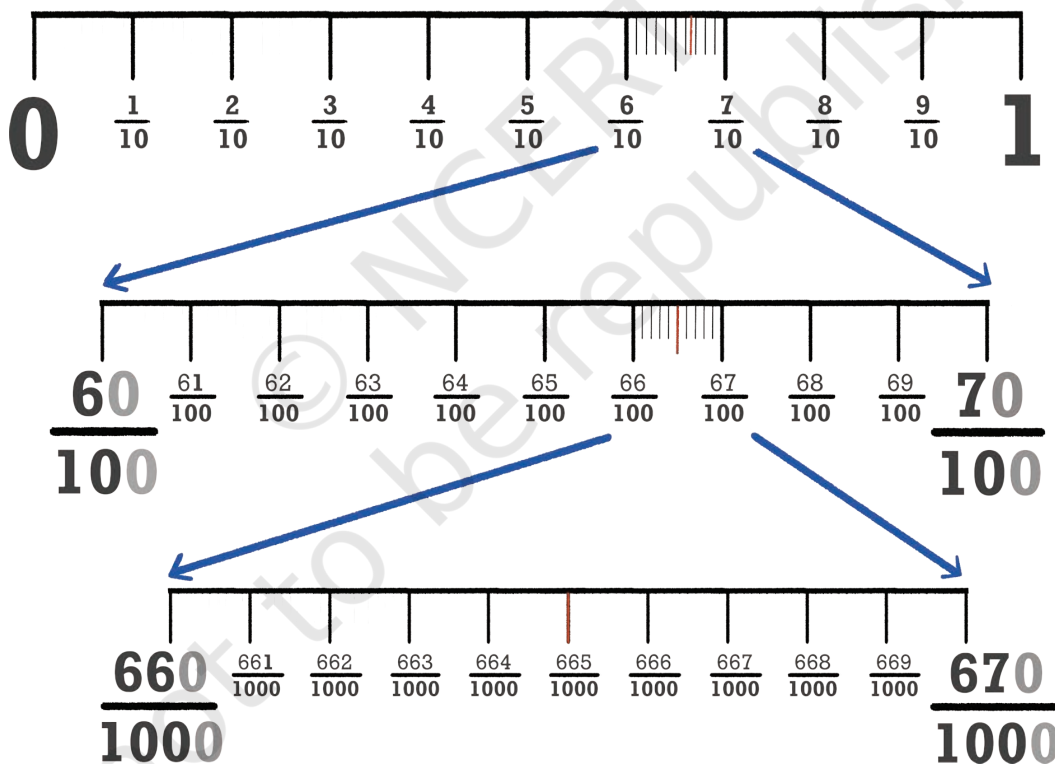 0 1/10 2/10 3/10 4/10 5/10 6/10 7/10 8/10 9/10 1
60/100 61/100 62/100 63/100 64/100 65/100 66/100 67/100 68/100 69/100 70/100
660/1000 661/1000 662/1000 663/1000 664/1000 665/1000 666/1000 667/1000 668/1000 669/1000 670/1000
© NCERT
not to be republis